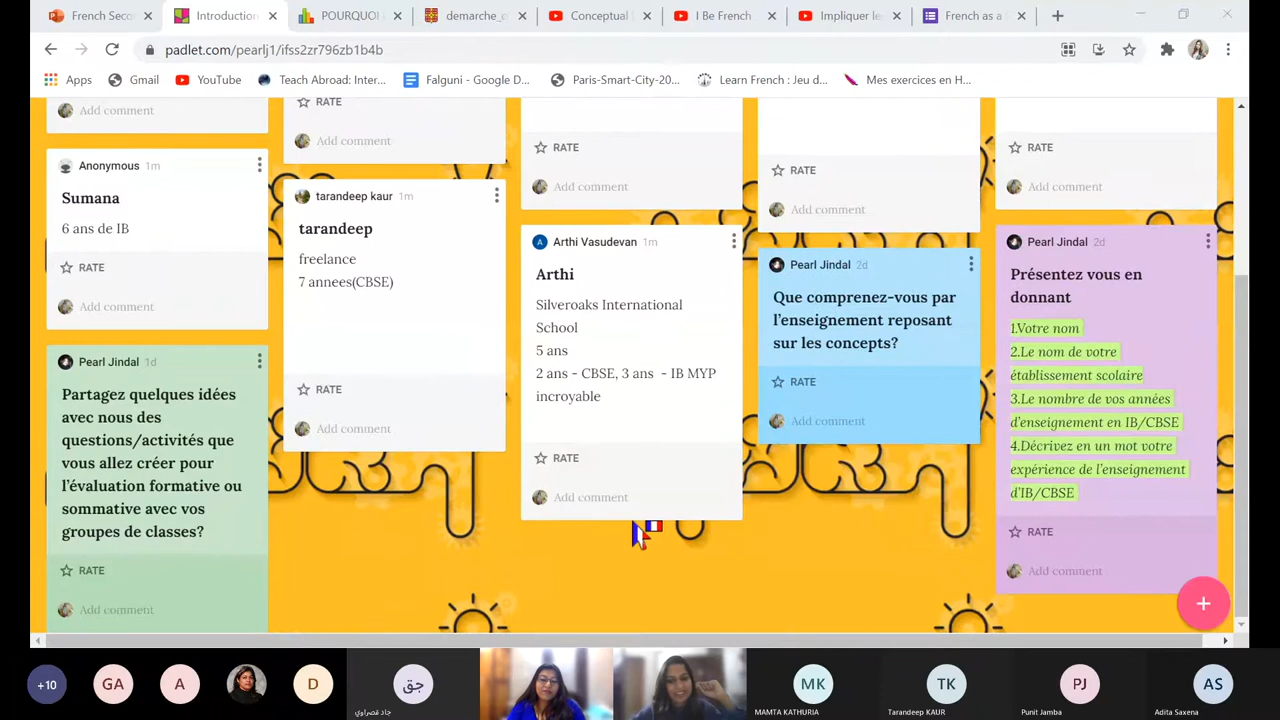 French Seco
Introduction
POURQUOI
demarche_
Conceptual
I Be French
Impliquer le
French as a
padlet.com/pearlj1/ifss2zr796zb1b4b
Apps
Gmail
YouTube
Teach Abroad: Inter...
Falguni - Google D...
Paris-Smart-City-20...
Learn French : Jeu d...
Mes exercices en H...
Add comment
RATE
Add comment
RATE
Add comment
RATE
Add comment
RATE
Add comment
Anonymous 1m
Sumana
6 ans de IB
RATE
Add comment
Pearl Jindal 1d
Partagez quelques idées
avec nous des
questions/activités que
vous allez créer pour
l'évaluation formative ou
sommative avec vos
groupes de classes?
RATE
Add comment
tarandeep kaur 1m
tarandeep
freelance
7 annees(CBSE)
RATE
Add comment
A
Arthi Vasudevan 1m
Arthi
Silveroaks International
School
5 ans
2 ans - CBSE, 3 ans - IB MYP
incroyable
RATE
Add comment
Pearl Jindal 2d
Que comprenez-vous par
l'enseignement reposant
sur les concepts?
RATE
Add comment
Pearl Jindal 2d
Présentez vous en
donnant
1.Votre nom
2.Le nom de votre
établissement scolaire
3.Le nombre de vos années
d'enseignement en IB/CBSE
4.Décrivez en un mot votre
expérience de l'enseignement
d'IB/CBSE
RATE
Add comment
+10
GA
A
D
جق
جاد قصراوي
MK
MAMTA KATHURIA
TK
Tarandeep KAUR
PJ
Punit Jamba
AS
Adita Saxena